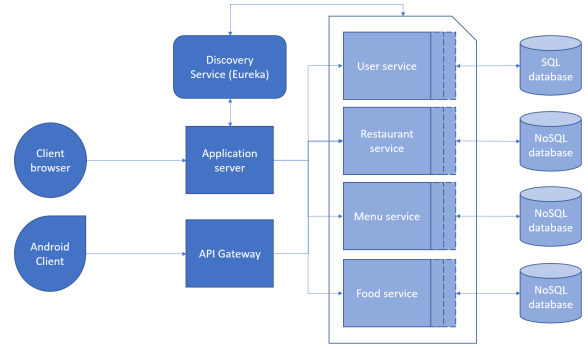 Discovery
Service (Eureka)
User service
SQL
database
Client
browser
Application
server
Restaurant
service
NoSQL
database
Menu service
NoSQL
database
Android
Client
API Gateway
Food service
NoSQL
database